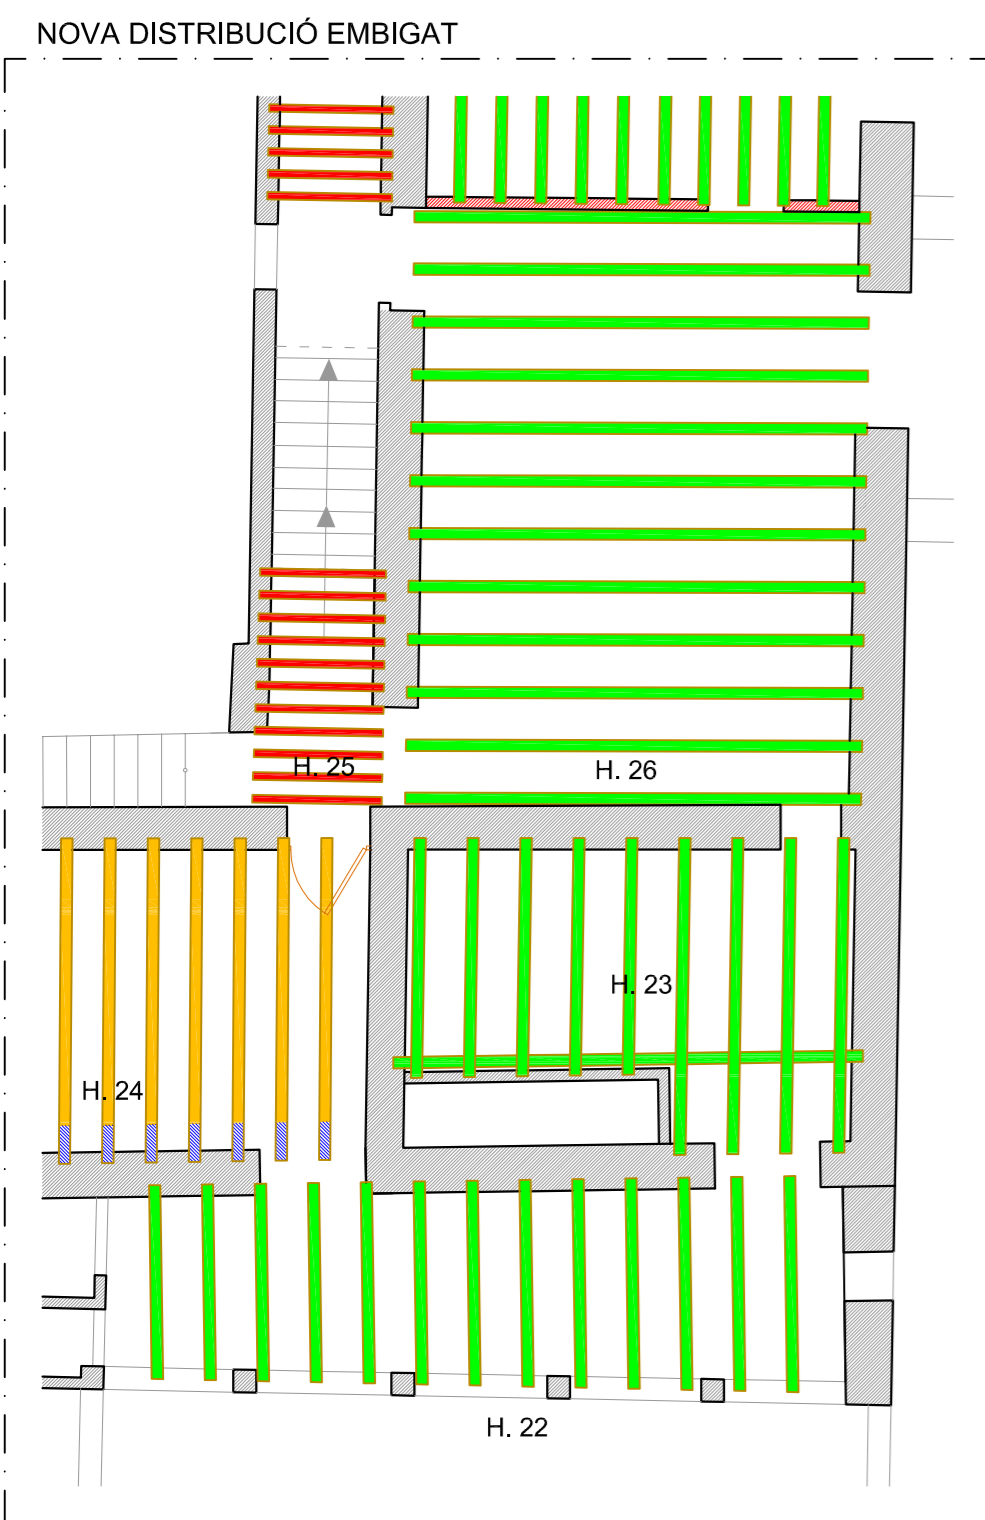 NOVA DISTRIBUCIÓ EMBIGAT
H. 25
H. 26
H. 23
H. 24
H. 22